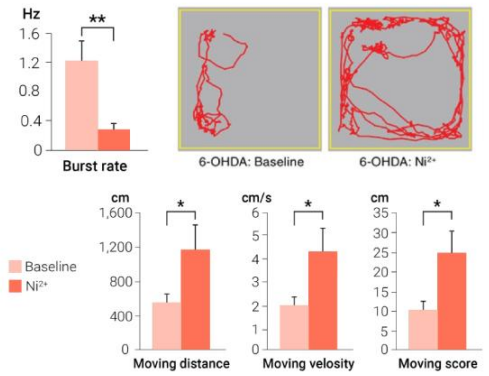 Hz
**
1.6
1.2
0.8
0.4
0
Burst rate
6-OHDA: Baseline
6-OHDA: Ni²⁺
Baseline
Ni²⁺
cm
*
1,600
1,200
800
400
0
Moving distance
cm/s
*
6
5
4
3
2
1
0
Moving velosity
cm
*
35
30
25
20
15
10
5
0
Moving score